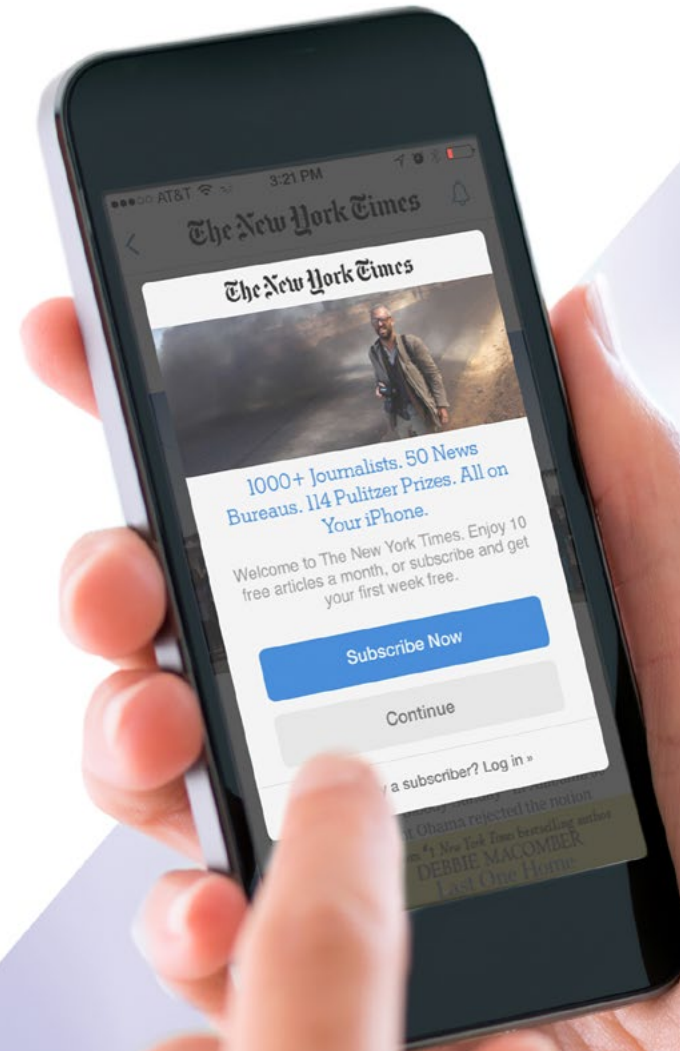 AT&T 3:21 PM
The New York Times
The New York Times
1000+ Journalists. 50 News
Bureaus. 114 Pulitzer Prizes. All on
Your iPhone.
Welcome to The New York Times. Enjoy 10
free articles a month, or subscribe and get
your first week free.
Subscribe Now
Continue
a subscriber? Log in »
Obama rejected the notion
#1 New York Times bestselling author
DEBBIE MACOMBER
Last One Home